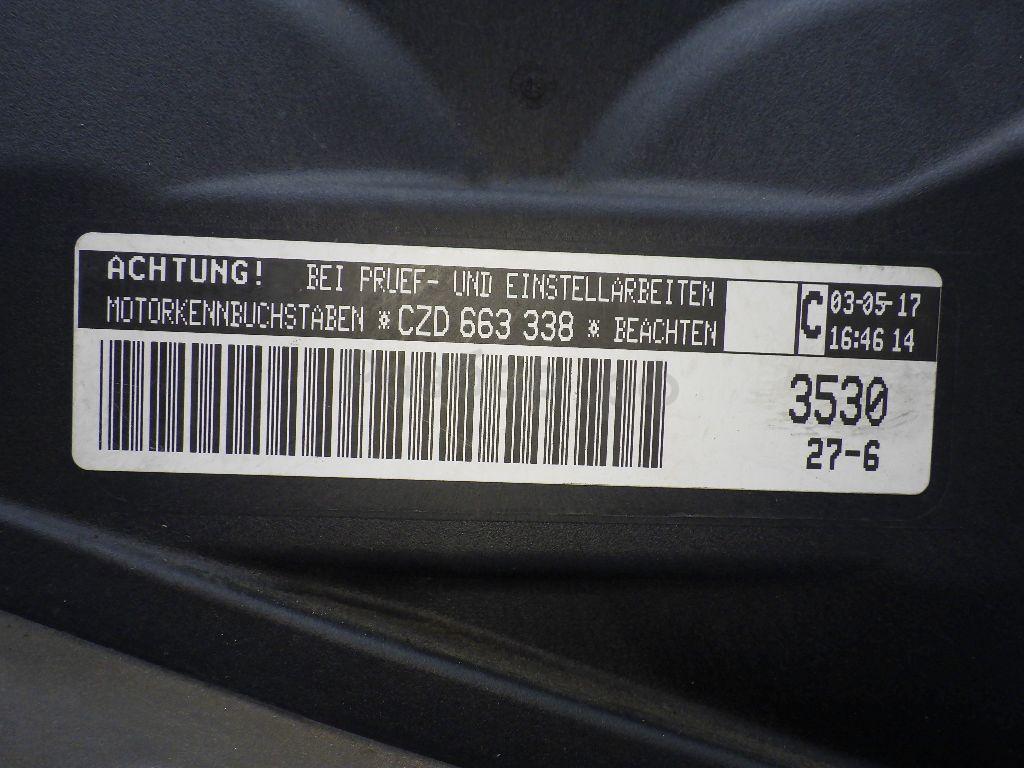 ACHTUNG! BEI PRUEF- UND EINSTELLARBEITEN
MOTORKENNBUCHSTABEN * CZD 663 338 * BEACHTEN
C
03-05-17
16:46 14
3530
27-6